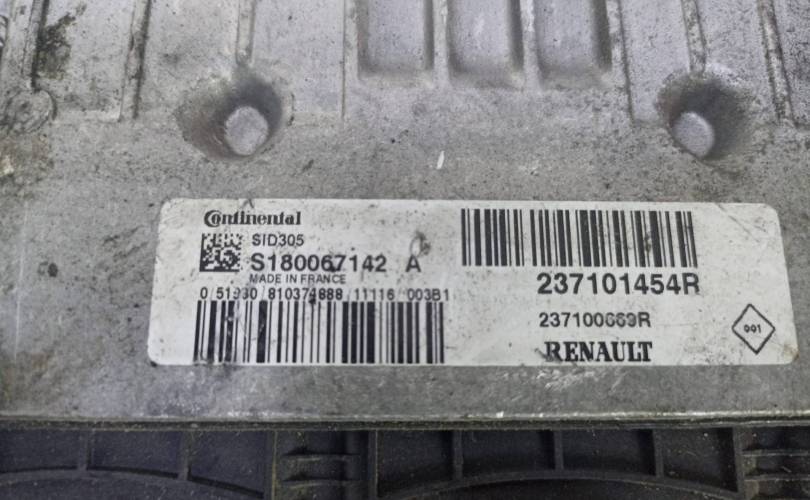 Continental
SID305
S180067142 A
MADE IN FRANCE
0 51930 / 810374888 / 11116 003B1
237101454R
237100669R
RENAULT
001